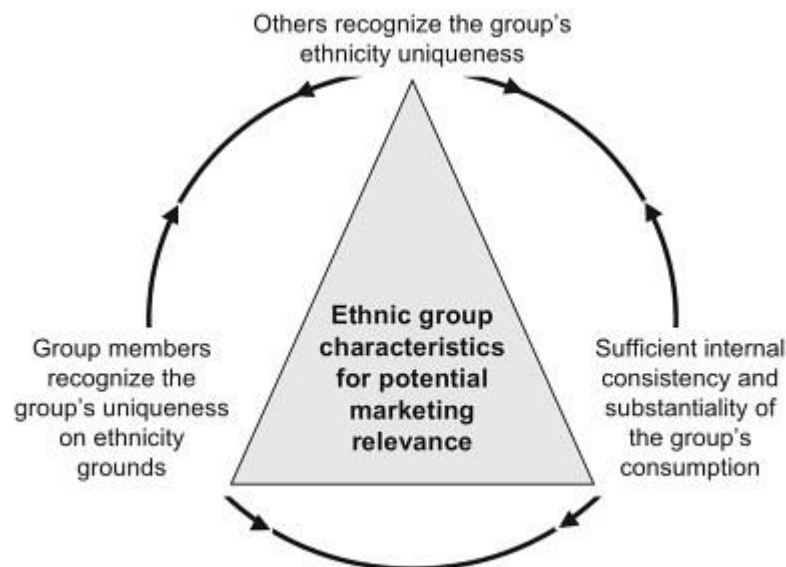 Others recognize the group's
ethnicity uniqueness
Ethnic group
characteristics
for potential
marketing
relevance
Group members
recognize the
group's uniqueness
on ethnicity
grounds
Sufficient internal
consistency and
substantiality of
the group's
consumption